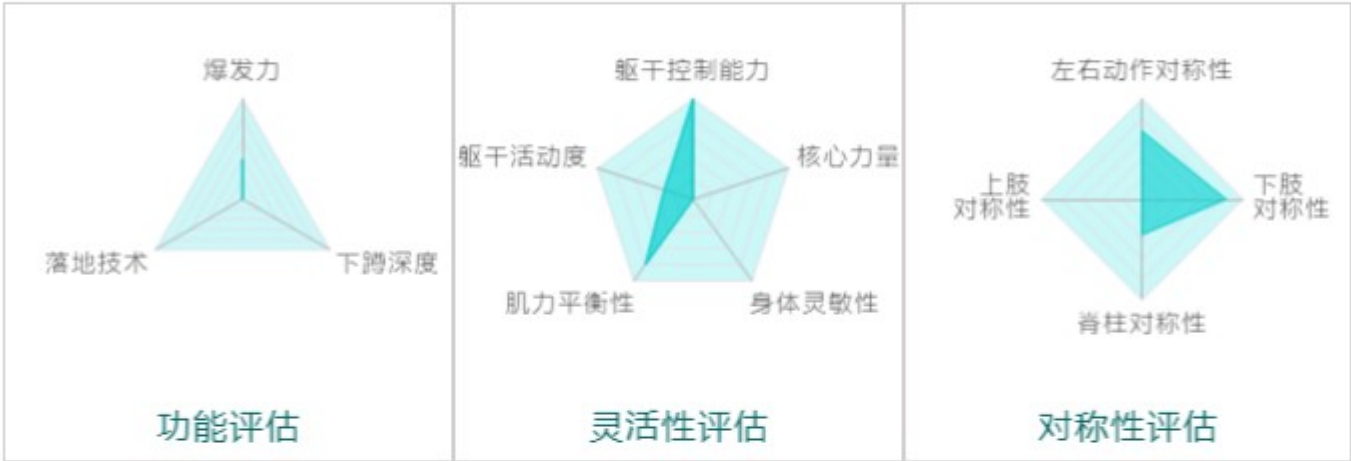 爆发力
落地技术
下蹲深度
功能评估
躯干控制能力
躯干活动度
核心力量
肌力平衡性
身体灵敏性
灵活性评估
左右动作对称性
上肢
对称性
下肢
对称性
脊柱对称性
对称性评估